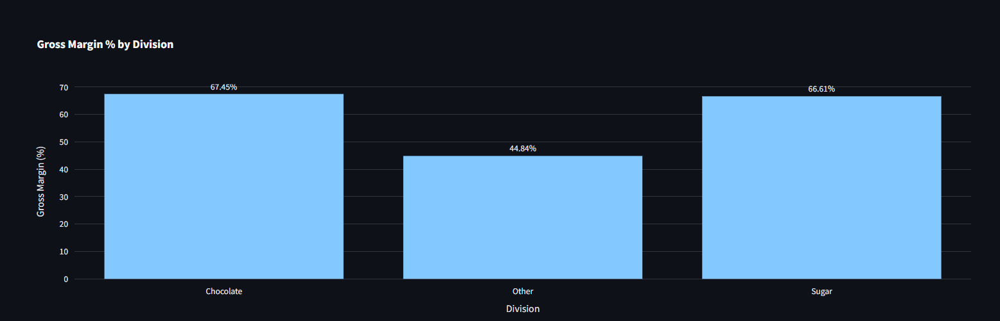 Gross Margin % by Division
70
60
50
40
30
20
10
0
Gross Margin (%)
67.45%
44.84%
66.61%
Chocolate
Other
Sugar
Division